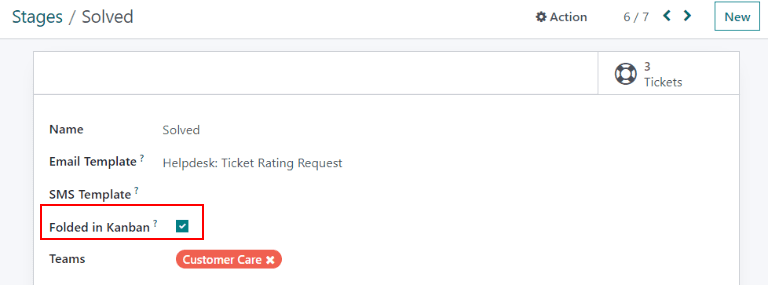 Stages / Solved
Action
6 / 7
New
3
Tickets
Name Solved
Email Template ? Helpdesk: Ticket Rating Request
SMS Template ?
Folded in Kanban ?
Teams Customer Care ×